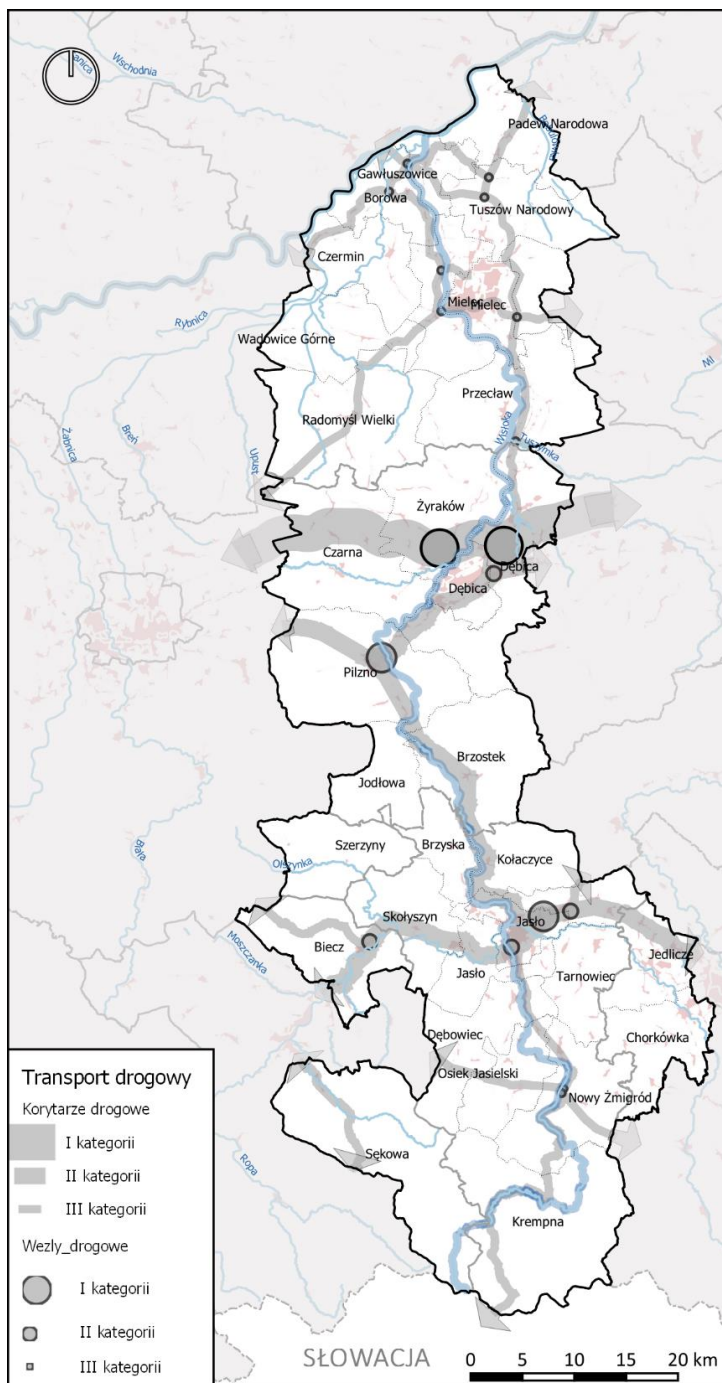 Wschodnia
Padew Narodowa
Gawłuszowice
Borowa
Tuszów Narodowy
Czermin
Mielec
Mielec
Rybnica
Wadowice Górne
Żabnica
Breń
Upust
Przecław
Wisłoka
Radomyśl Wielki
Tuszymka
Żyraków
Czarna
Dębica
Dębica
Pilzno
Brzostek
Jodłowa
Szerzyny
Brzyska
Kołaczyce
Biała
Olszynka
Skołyszyn
Jasło
Moszczanka
Biecz
Jasło
Tarnowiec
Jedlicze
Dębowiec
Chorkówka
Osiek Jasielski
Nowy Żmigród
Sękowa
Ropa
Krempna
SŁOWACJA
Transport drogowy
Korytarze drogowe
I kategorii
II kategorii
III kategorii
Wezly_drogowe
I kategorii
II kategorii
III kategorii
0 5 10 15 20 km